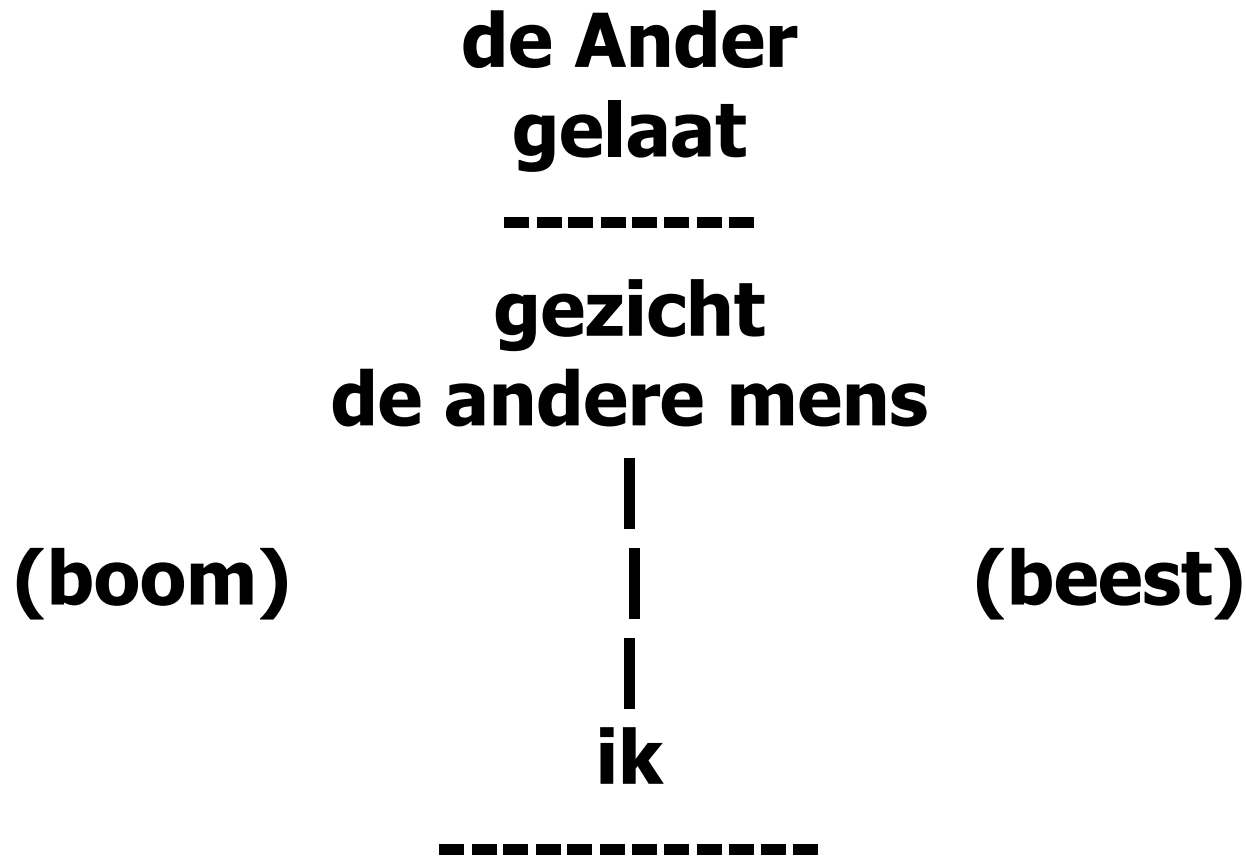 de Ander
gelaat
--------
gezicht
de andere mens
|
(boom) | (beest)
|
ik
------------